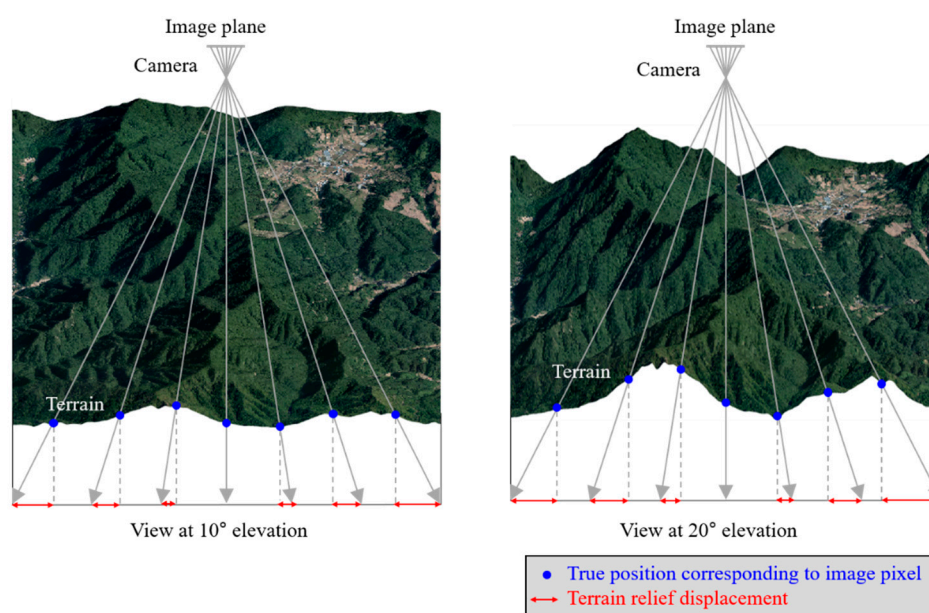 Image plane
Camera
Terrain
View at 10° elevation
Image plane
Camera
Terrain
View at 20° elevation
True position corresponding to image pixel
Terrain relief displacement